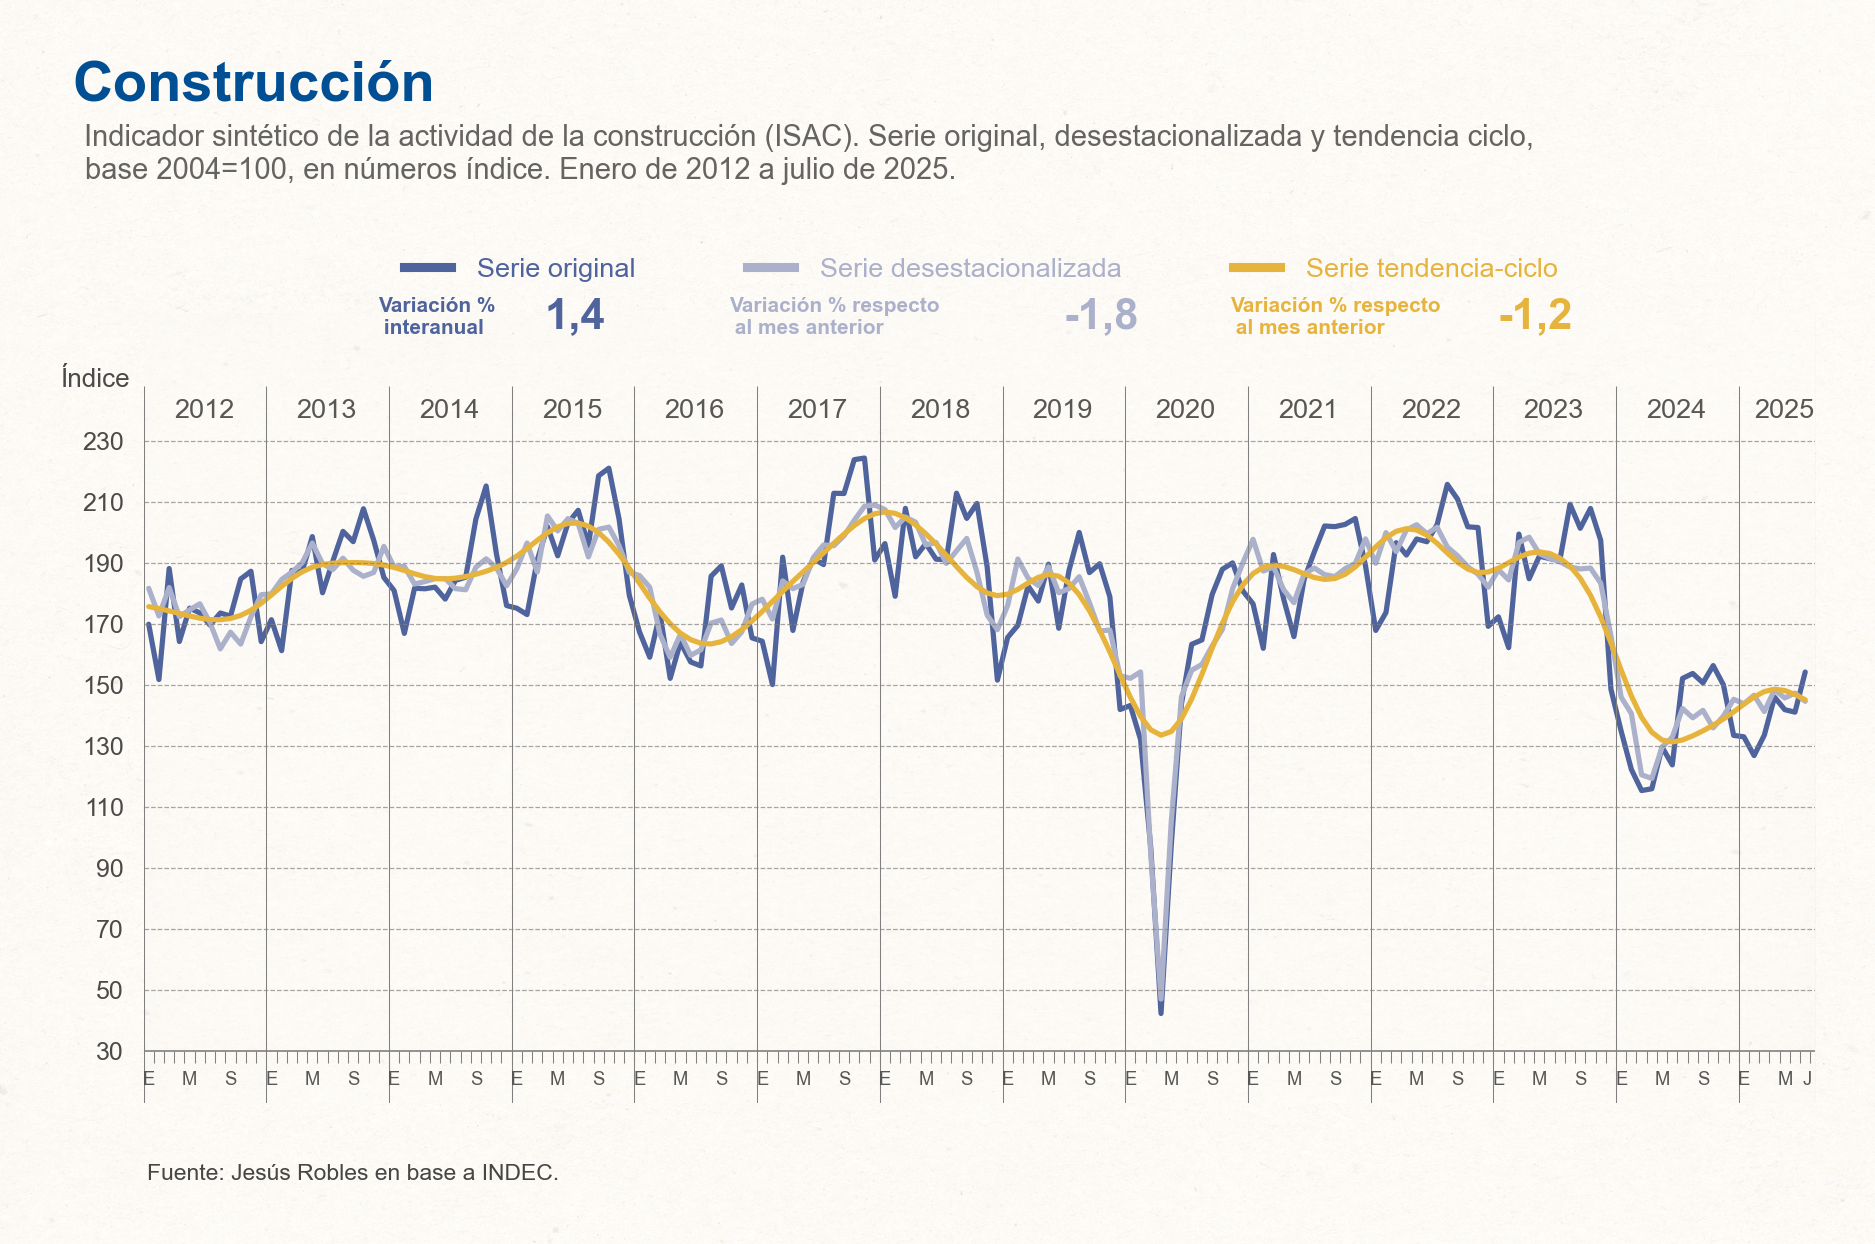 Construcción
Indicador sintético de la actividad de la construcción (ISAC). Serie original, desestacionalizada y tendencia ciclo,
base 2004=100, en números índice. Enero de 2012 a julio de 2025.
Serie original Serie desestacionalizada Serie tendencia-ciclo
Variación % interanual 1,4
Variación % respecto al mes anterior -1,8
Variación % respecto al mes anterior -1,2
Índice
2012 2013 2014 2015 2016 2017 2018 2019 2020 2021 2022 2023 2024 2025
230
210
190
170
150
130
110
90
70
50
30
E M S E M S E M S E M S E M S E M S E M S E M S E M S E M S E M S E M S E M S E M J
Fuente: Jesús Robles en base a INDEC.